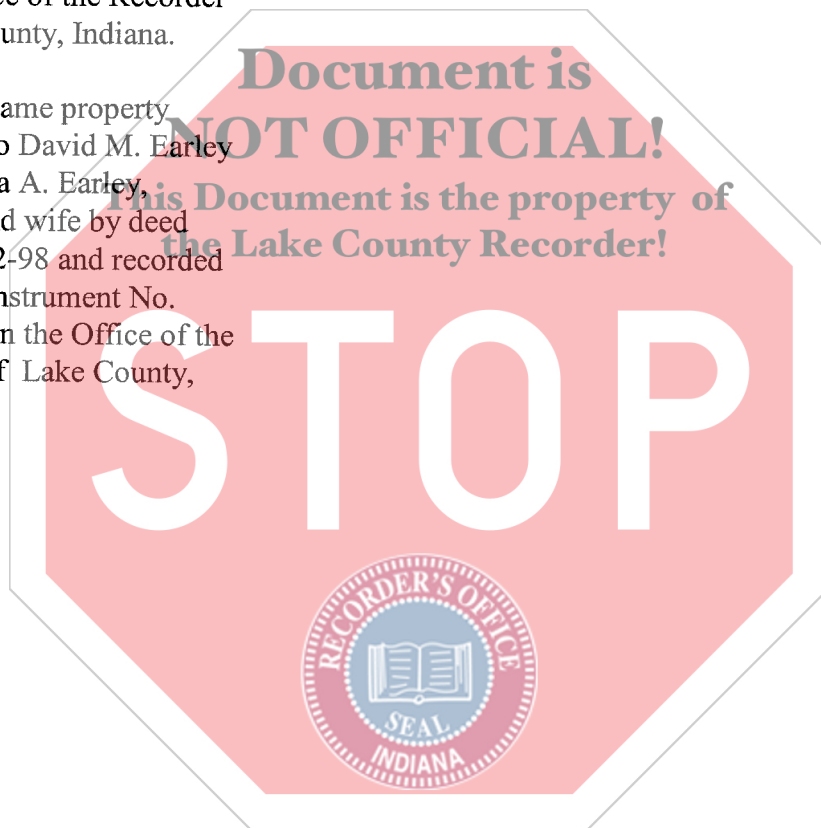 ce of the Recorder
unty, Indiana.
ame property
o David M. Earley
a A. Earley,
d wife by deed
2-98 and recorded
nstrument No.
n the Office of the
f Lake County,
Document is
NOT OFFICIAL!
This Document is the property of
the Lake County Recorder!
STOP
RECORDER'S OFFICE
SEAL
INDIANA